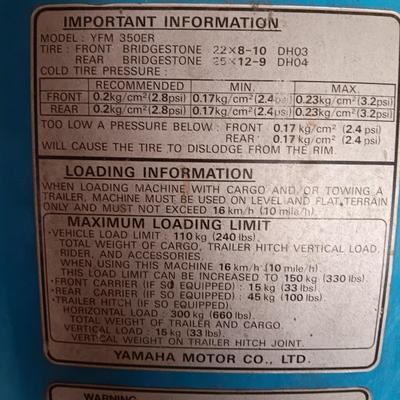 IMPORTANT INFORMATION
MODEL : YFM 350ER
TIRE : FRONT BRIDGESTONE 22×8-10 DH03
REAR BRIDGESTONE 25×12-9 DH04
COLD TIRE PRESSURE :
RECOMMENDED MIN. MAX.
FRONT 0.2kg/cm²(2.8psi) 0.17kg/cm²(2.4psi) 0.23kg/cm²(3.2psi)
REAR 0.2kg/cm²(2.8psi) 0.17kg/cm²(2.4psi) 0.23kg/cm²(3.2psi)
TOO LOW A PRESSURE BELOW : FRONT : 0.17 kg/cm² (2.4 psi)
REAR : 0.17 kg/cm² (2.4 psi)
WILL CAUSE THE TIRE TO DISLODGE FROM THE RIM.
LOADING INFORMATION
WHEN LOADING MACHINE WITH CARGO AND/OR TOWING A
TRAILER, MACHINE MUST BE USED ON LEVEL AND FLAT TERRAIN
ONLY AND MUST NOT EXCEED 16 km/h (10 mile/h).
MAXIMUM LOADING LIMIT
•VEHICLE LOAD LIMIT : 110 kg (240 lbs).
TOTAL WEIGHT OF CARGO, TRAILER HITCH VERTICAL LOAD,
RIDER, AND ACCESSORIES.
WHEN USING THIS MACHINE 16 km/h (10 mile/h).
THIS LOAD LIMIT CAN BE INCREASED TO 150 kg (330 lbs)
•FRONT CARRIER (IF SO EQUIPPED) : 15 kg (33 lbs)
•REAR CARRIER (IF SO EQUIPPED) : 45 kg (100 lbs)
•TRAILER HITCH (IF SO EQUIPPED).
HORIZONTAL LOAD : 300 kg (660 lbs)
TOTAL WEIGHT OF TRAILER AND CARGO.
VERTICAL LOAD : 15 kg (33 lbs)
VERTICAL WEIGHT ON TRAILER HITCH JOINT.
YAMAHA MOTOR CO., LTD.
WARNING